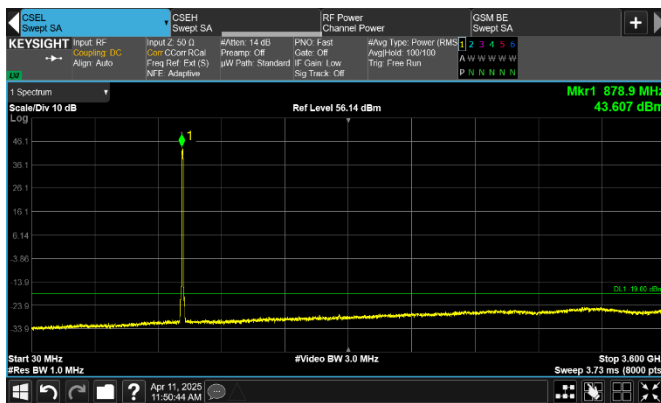 CSEL
Swept SA
CSEH
Swept SA
RF Power
Channel Power
GSM BE
Swept SA
KEYSIGHT
Input: RF
Coupling: DC
Align: Auto
Input Z: 50 Ω
Corr CCorr RCal
Freq Ref: Ext (S)
NFE: Adaptive
#Atten: 14 dB
Preamp: Off
µW Path: Standard
PNO: Fast
Gate: Off
IF Gain: Low
Sig Track: Off
#Avg Type: Power (RMS
Avg|Hold: 100/100
Trig: Free Run
1 2 3 4 5 6
A W W W W W
P N N N N N
1 Spectrum
Scale/Div 10 dB
Log
Ref Level 56.14 dBm
Mkr1 878.9 MHz
43.607 dBm
1
46.1
36.1
26.1
16.1
6.14
-3.86
-13.9
-23.9
-33.9
Start 30 MHz
#Res BW 1.0 MHz
#Video BW 3.0 MHz
Stop 3.600 GH
Sweep 3.73 ms (8000 pts
Apr 11, 2025
11:50:44 AM